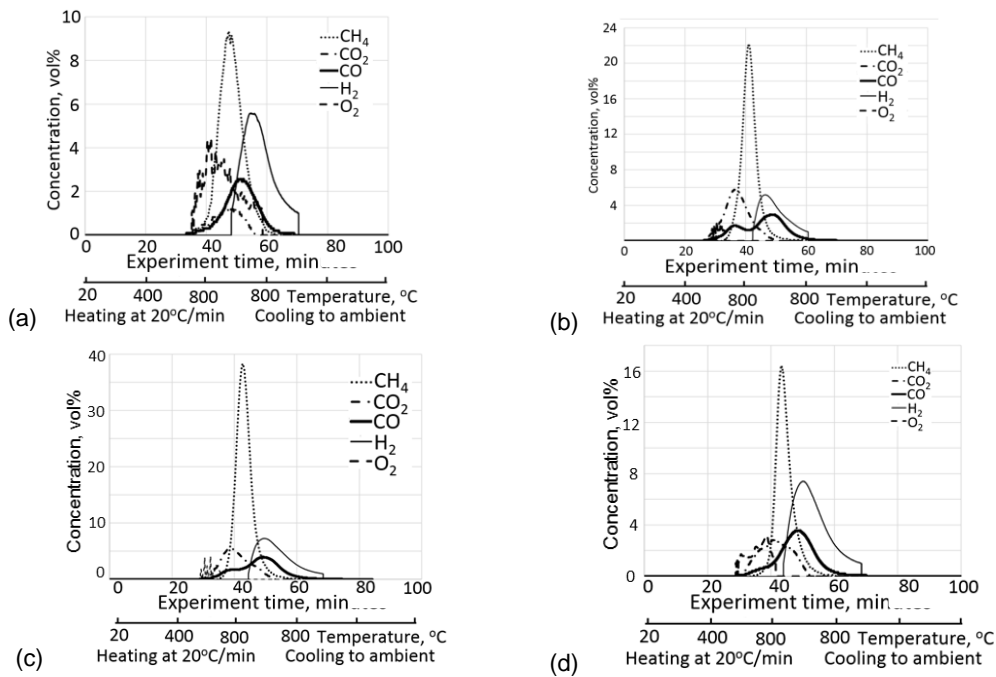 10
8
6
4
2
0
Concentration, vol%
CH4
CO2
CO
H2
O2
0 20 40 60 80 100
Experiment time, minutes
20 400 800 800 Temperature, °C
Heating at 20°C/min Cooling to ambient
(a)
24
20
16
12
8
4
Concentration, vol%
CH4
CO2
CO
H2
O2
0 20 40 60 80 100
Experiment time, minutes
20 400 800 800 Temperature, °C
Heating at 20°C/min Cooling to ambient
(b)
40
30
20
10
0
Concentration, vol%
CH4
CO2
CO
H2
O2
0 20 40 60 80 100
Experiment time, minutes
20 400 800 800 Temperature, °C
Heating at 20°C/min Cooling to ambient
(c)
16
12
8
4
0
Concentration, vol%
CH4
CO2
CO
H2
O2
0 20 40 60 80 100
Experiment time, minutes
20 400 800 800 Temperature, °C
Heating at 20°C/min Cooling to ambient
(d)